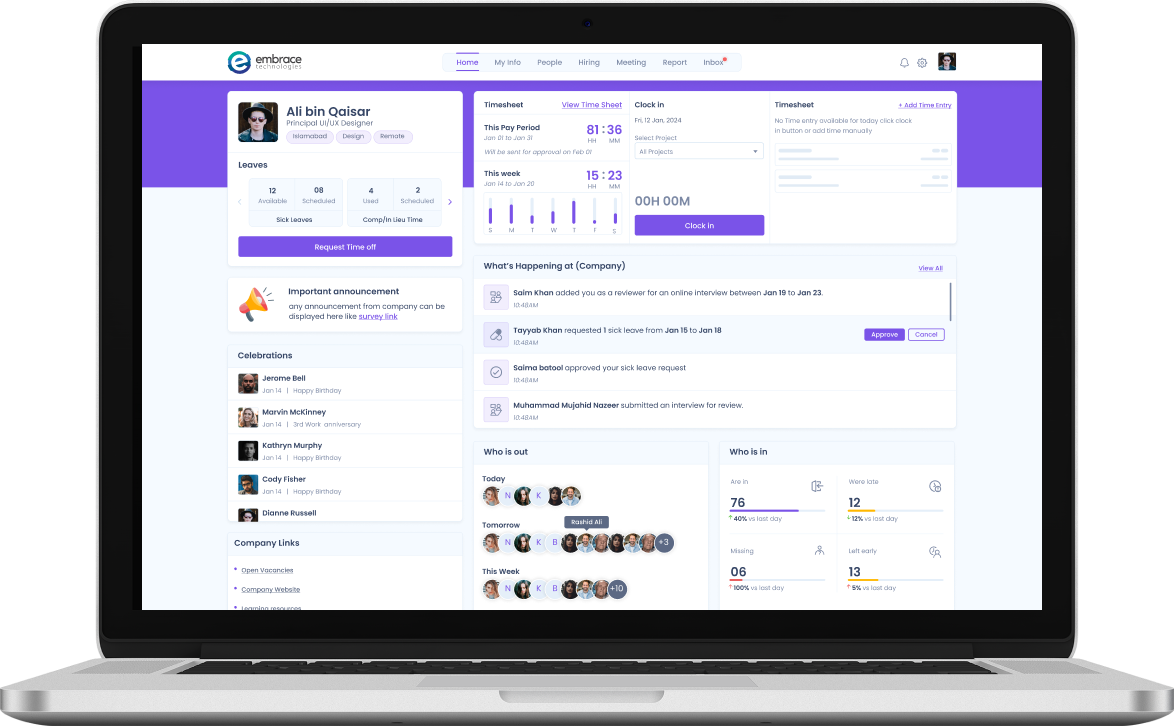 embrace
technologies
Home
My Info
People
Hiring
Meeting
Report
Inbox
Ali bin Qaisar
Principal UI/UX Designer
Islamabad
Design
Remote
Leaves
12
Available
08
Scheduled
Sick Leaves
4
Used
2
Scheduled
Comp/In Lieu Time
Request Time off
Important announcement
any announcement from company can be
displayed here like survey link
Celebrations
Jerome Bell
Jan 14 | Happy Birthday
Marvin McKinney
Jan 14 | 3rd Work anniversary
Kathryn Murphy
Jan 14 | Happy Birthday
Cody Fisher
Jan 14 | Happy Birthday
Dianne Russell
Company Links
Open Vacancies
Company Website
Learning resources
Timesheet
View Time Sheet
This Pay Period
Jan 01 to Jan 31
81 : 36
HH MM
Will be sent for approval on Feb 01
This week
Jan 14 to Jan 20
15 : 23
HH MM
S M T W T F S
Clock in
Fri, 12 Jan, 2024
Select Project
All Projects
00H 00M
Clock in
Timesheet
+ Add Time Entry
No Time entry available for today click clock
in button or add time manually
What's Happening at (Company)
View All
Saim Khan added you as a reviewer for an online interview between Jan 19 to Jan 23.
10:48AM
Tayyab Khan requested 1 sick leave from Jan 15 to Jan 18
10:48AM
Approve
Cancel
Saima batool approved your sick leave request
10:48AM
Muhammad Mujahid Nazeer submitted an interview for review.
10:48AM
Who is out
Today
N K
Tomorrow
Rashid Ali
N K B +3
This Week
N K B +10
Who is in
Are in
76
40% vs last day
Were late
12
12% vs last day
Missing
06
100% vs last day
Left early
13
5% vs last day